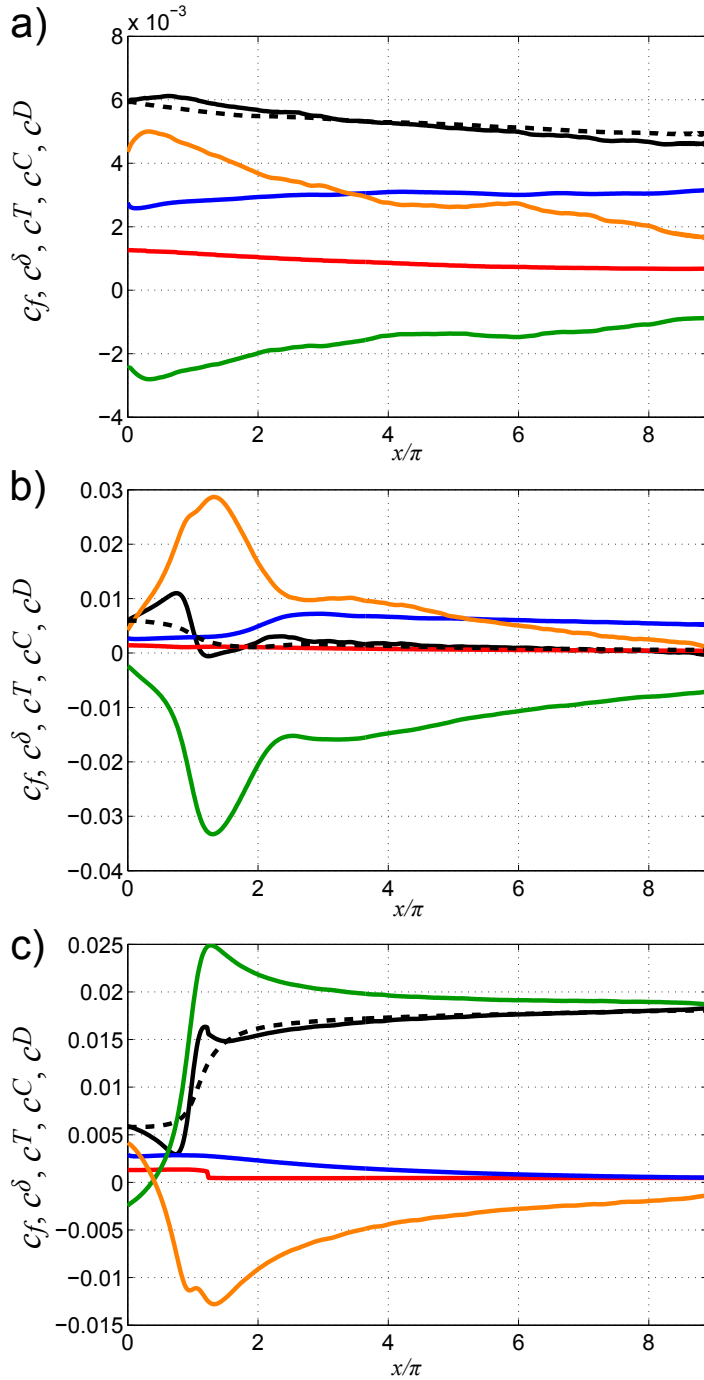 a)
x 10⁻³
8
6
4
2
0
−2
−4
c_f, c^δ, c^T, c^C, c^D
0 2 4 6 8
x/π
b)
0.03
0.02
0.01
0
−0.01
−0.02
−0.03
−0.04
c_f, c^δ, c^T, c^C, c^D
0 2 4 6 8
x/π
c)
0.025
0.02
0.015
0.01
0.005
0
−0.005
−0.01
−0.015
c_f, c^δ, c^T, c^C, c^D
0 2 4 6 8
x/π